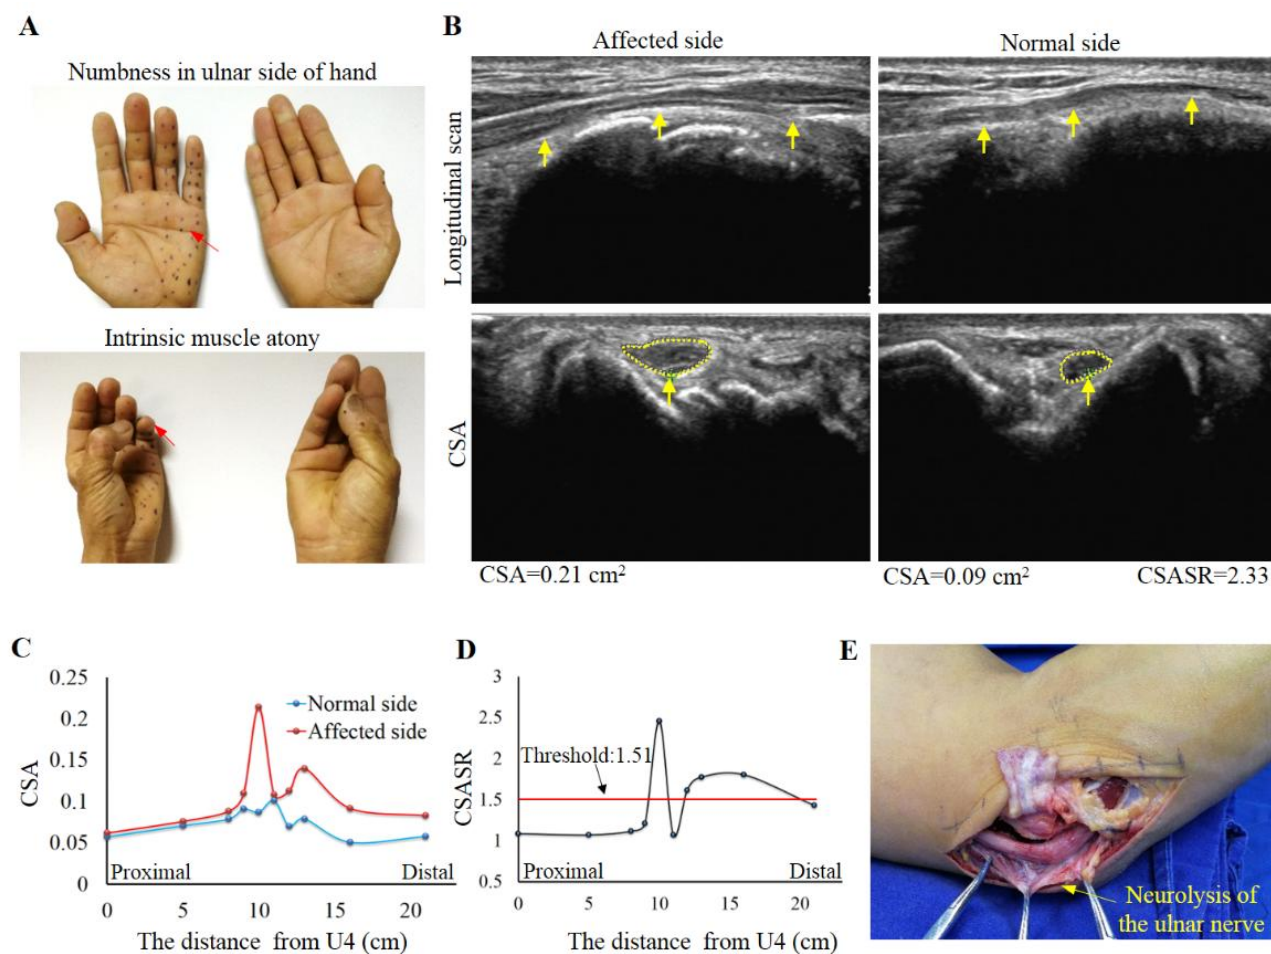 A
Numbness in ulnar side of hand
Intrinsic muscle atony
B
Affected side
Normal side
Longitudinal scan
CSA
CSA=0.21 cm²
CSA=0.09 cm²
CSASR=2.33
C
CSA
0.25
0.2
0.15
0.1
0.05
0
Normal side
Affected side
Proximal
Distal
0
5
10
15
20
The distance from U4 (cm)
D
CSASR
3
2.5
2
1.5
1
0.5
Threshold:1.51
Proximal
Distal
0
5
10
15
20
The distance from U4 (cm)
E
Neurolysis of
the ulnar nerve